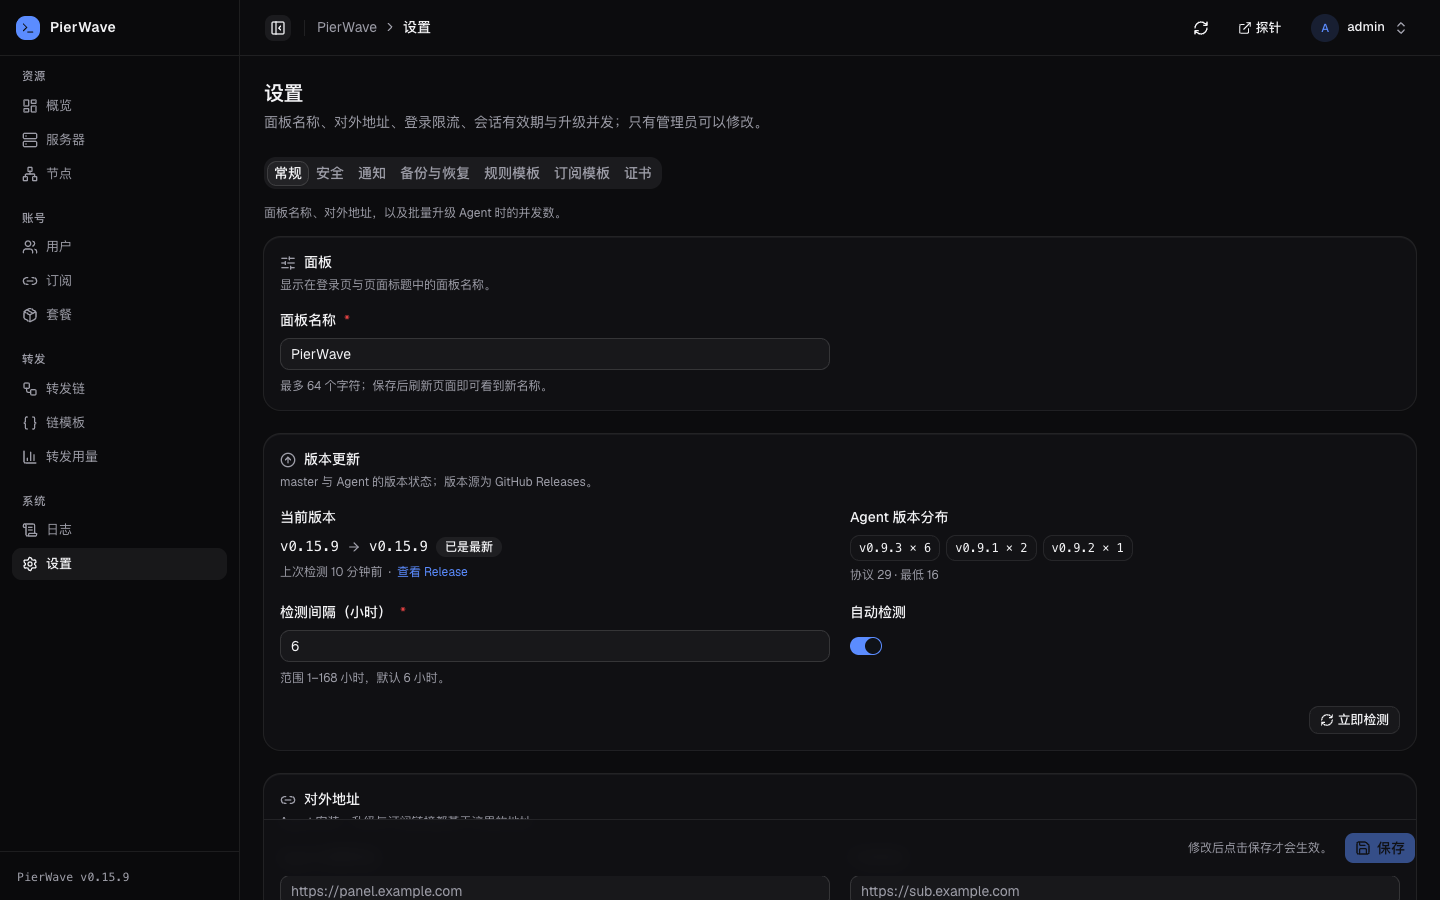 PierWave
PierWave > 设置
探针
A admin
资源
概览
服务器
节点
账号
用户
订阅
套餐
转发
转发链
链模板
转发用量
系统
日志
设置
PierWave v0.15.9
设置
面板名称、对外地址、登录限流、会话有效期与升级并发；只有管理员可以修改。
常规 安全 通知 备份与恢复 规则模板 订阅模板 证书
面板名称、对外地址，以及批量升级 Agent 时的并发数。
面板
显示在登录页与页面标题中的面板名称。
面板名称 *
PierWave
最多 64 个字符；保存后刷新页面即可看到新名称。
版本更新
master 与 Agent 的版本状态；版本源为 GitHub Releases。
当前版本
v0.15.9 → v0.15.9 已是最新
上次检测 10 分钟前 · 查看 Release
Agent 版本分布
v0.9.3 × 6 v0.9.1 × 2 v0.9.2 × 1
协议 29 · 最低 16
检测间隔（小时） *
6
范围 1–168 小时，默认 6 小时。
自动检测
立即检测
对外地址
修改后点击保存才会生效。
保存
https://panel.example.com
https://sub.example.com